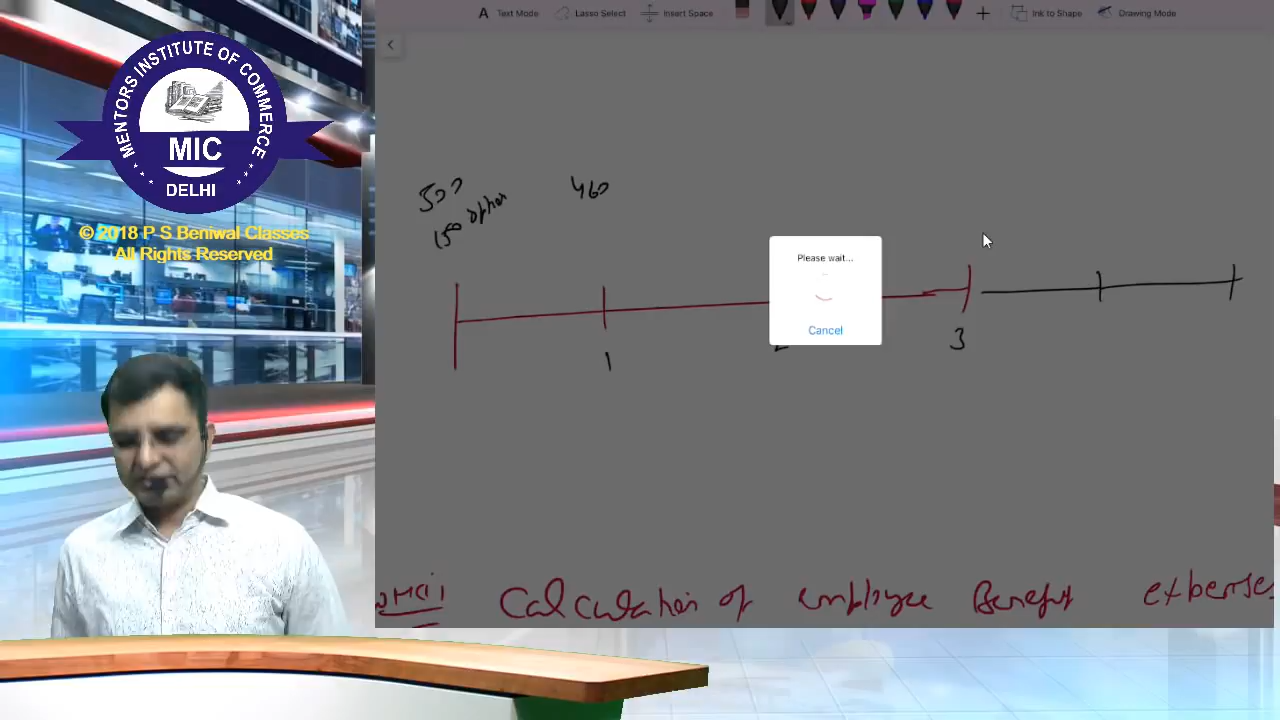 A Text Mode Lasso Select Insert Space Ink to Shape Drawing Mode
MENTORS INSTITUTE OF COMMERCE
MIC
DELHI
© 2018 P S Beniwal Classes
All Rights Reserved
500 460
150 option
Please wait...
Cancel
1 3
Calculation of employee Benefit expenses